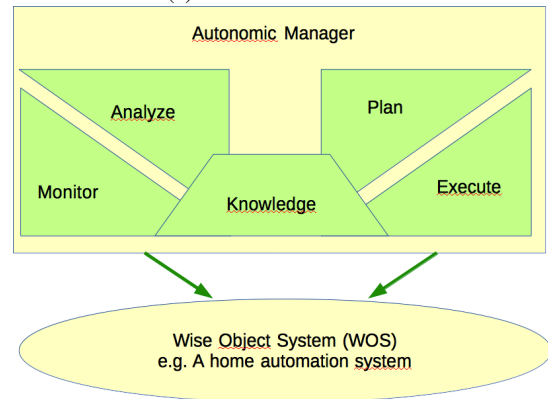 Autonomic Manager
Analyze
Plan
Monitor
Knowledge
Execute
Wise Object System (WOS)
e.g. A home automation system